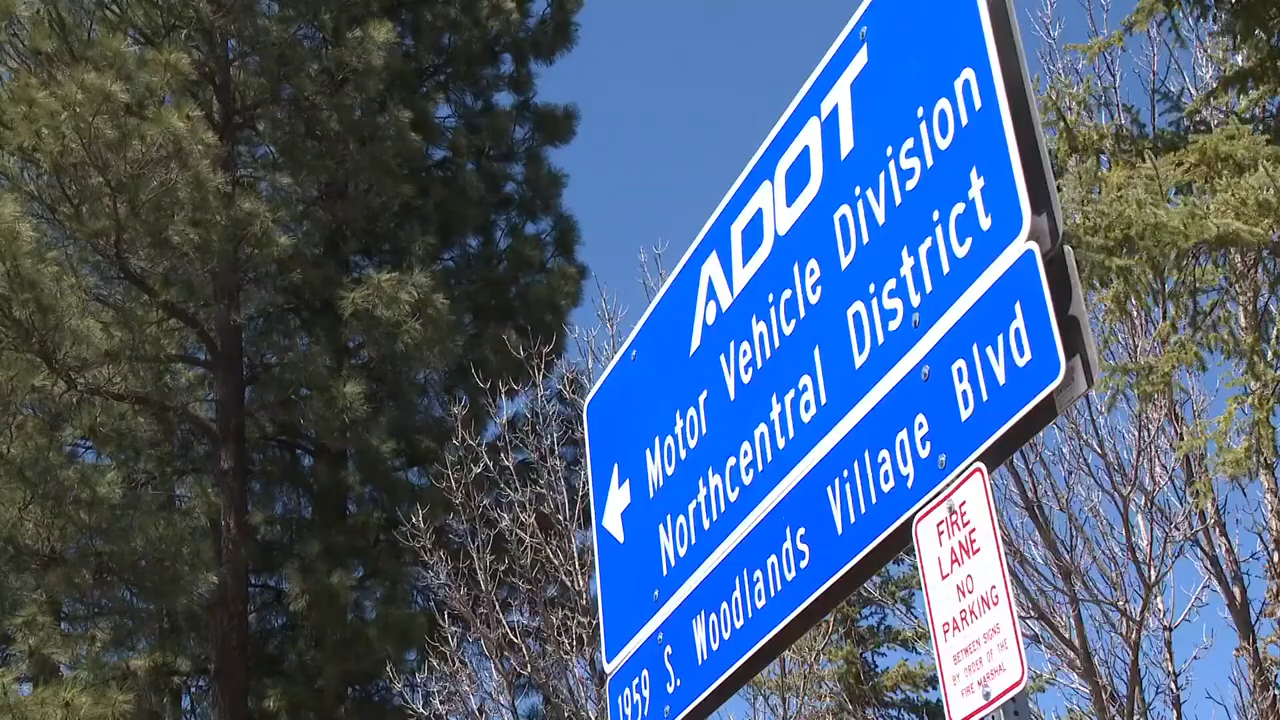 ADOT
Motor Vehicle Division
Northcentral District
1959 S. Woodlands Village Blvd
FIRE
LANE
NO
PARKING
BETWEEN SIGNS
BY ORDER OF THE
FIRE MARSHAL